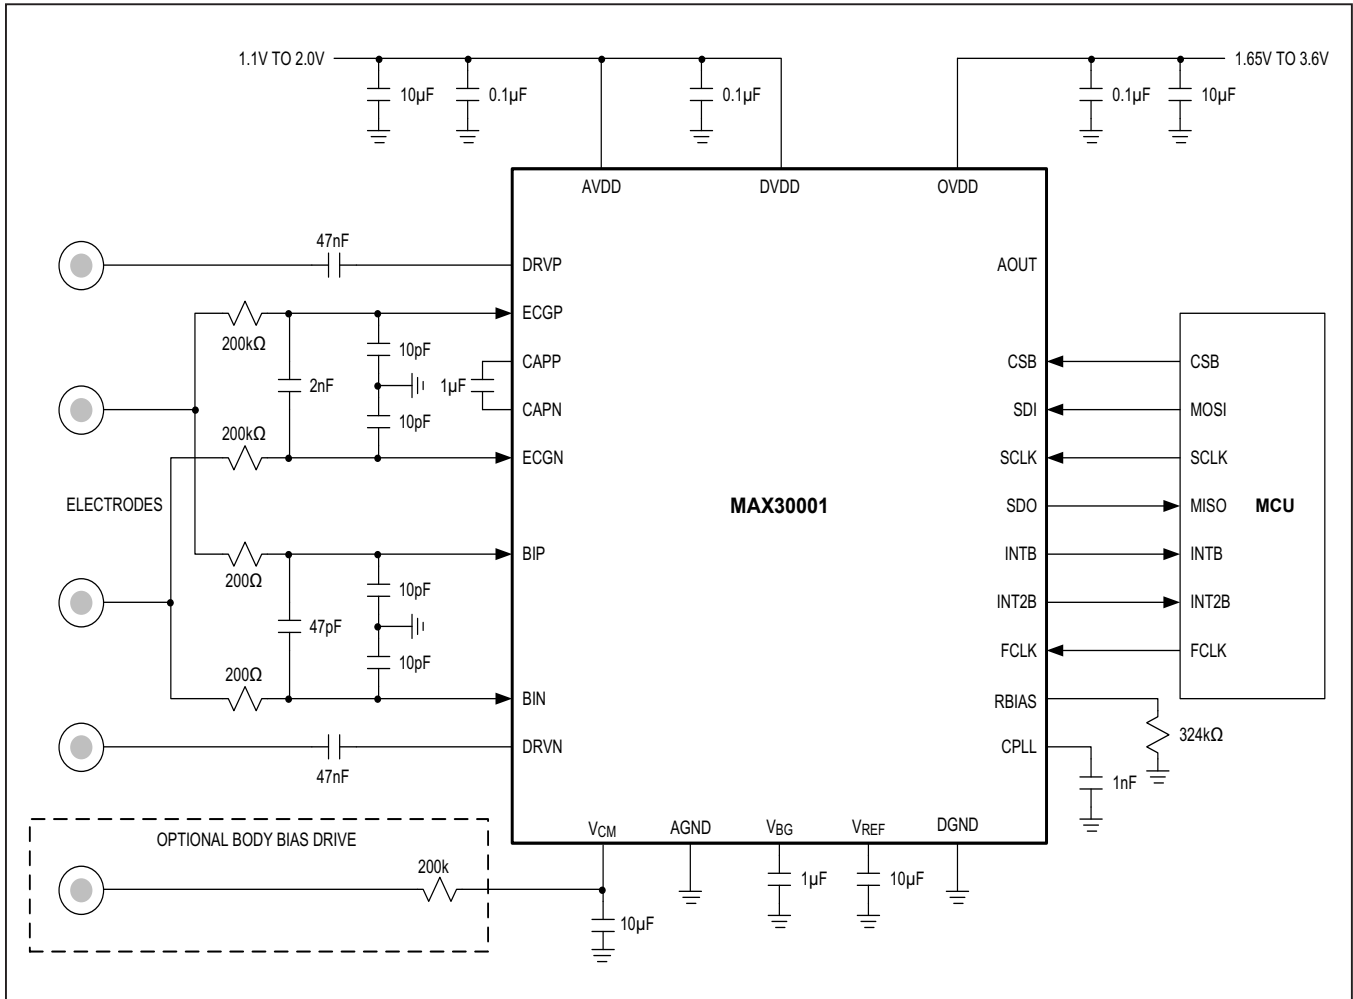 1.1V TO 2.0V
10µF
0.1µF
0.1µF
0.1µF
10µF
1.65V TO 3.6V
AVDD
DVDD
OVDD
47nF
DRVP
AOUT
ECGP
200kΩ
10pF
CAPP
CSB
CSB
2nF
1µF
10pF
CAPN
SDI
MOSI
200kΩ
ECGN
SCLK
SCLK
ELECTRODES
MAX30001
SDO
MISO
MCU
BIP
INTB
INTB
200Ω
10pF
INT2B
INT2B
47pF
10pF
FCLK
FCLK
200Ω
BIN
RBIAS
324kΩ
DRVN
CPLL
47nF
1nF
VCM
AGND
VBG
VREF
DGND
OPTIONAL BODY BIAS DRIVE
200k
1µF
10µF
10µF